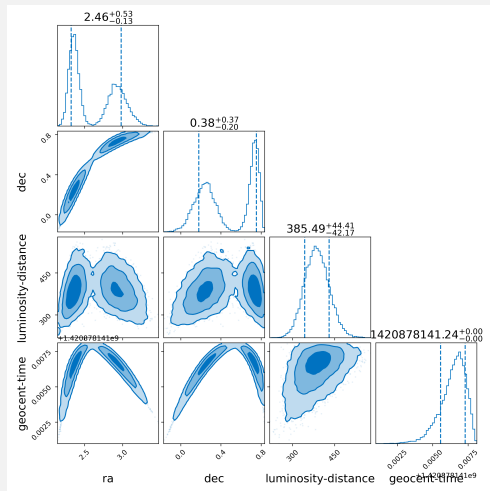 2.46+0.53−0.13
0.38+0.37−0.20
dec
0.8
0.4
0.0
385.49+44.41−42.17
luminosity-distance
450
300
1420878141.24+0.00−0.00
+1.420878141e9
geocent-time
0.0075
0.0050
0.0025
2.5
3.0
0.0
0.4
0.8
300
450
0.0025
0.0050
0.0075
+1.420878141e9
ra
dec
luminosity-distance
geocent-time